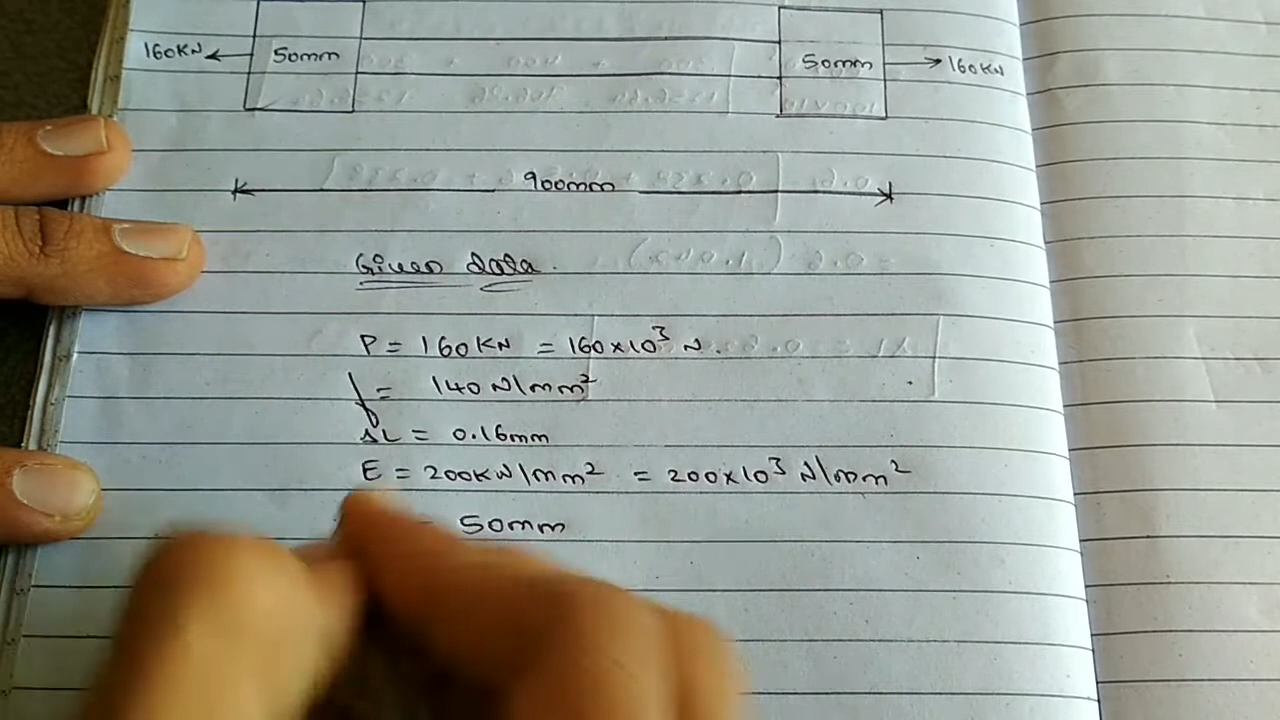 160KN 50mm 50mm 160KN
900mm
Given data.
P = 160KN = 160×10³ N.
f = 140 N/mm²
ΔL = 0.16mm
E = 200KN/mm² = 200×10³ N/mm²
= 50mm